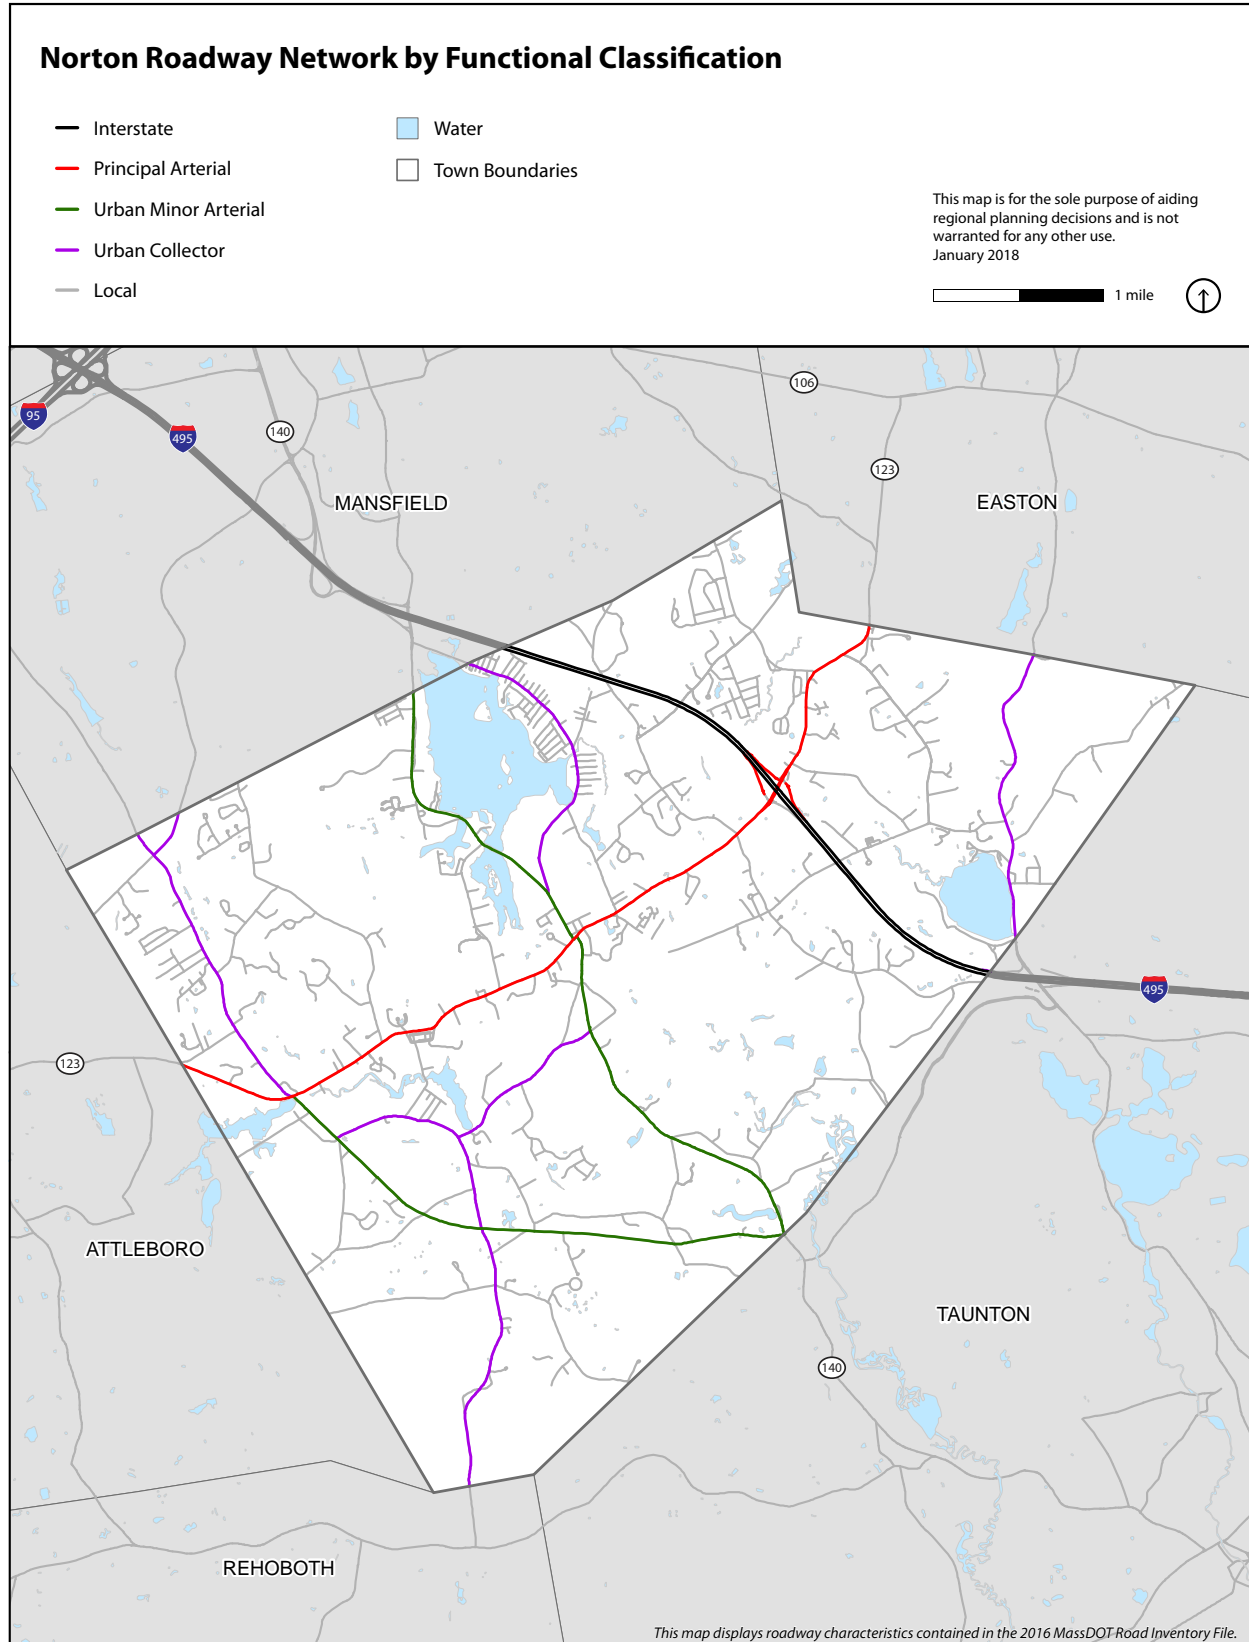 Norton Roadway Network by Functional Classification
Interstate
Principal Arterial
Urban Minor Arterial
Urban Collector
Local
Water
Town Boundaries
This map is for the sole purpose of aiding
regional planning decisions and is not
warranted for any other use.
January 2018
1 mile
106
95
495
140
123
MANSFIELD
EASTON
495
123
ATTLEBORO
TAUNTON
140
REHOBOTH
This map displays roadway characteristics contained in the 2016 MassDOT Road Inventory File.